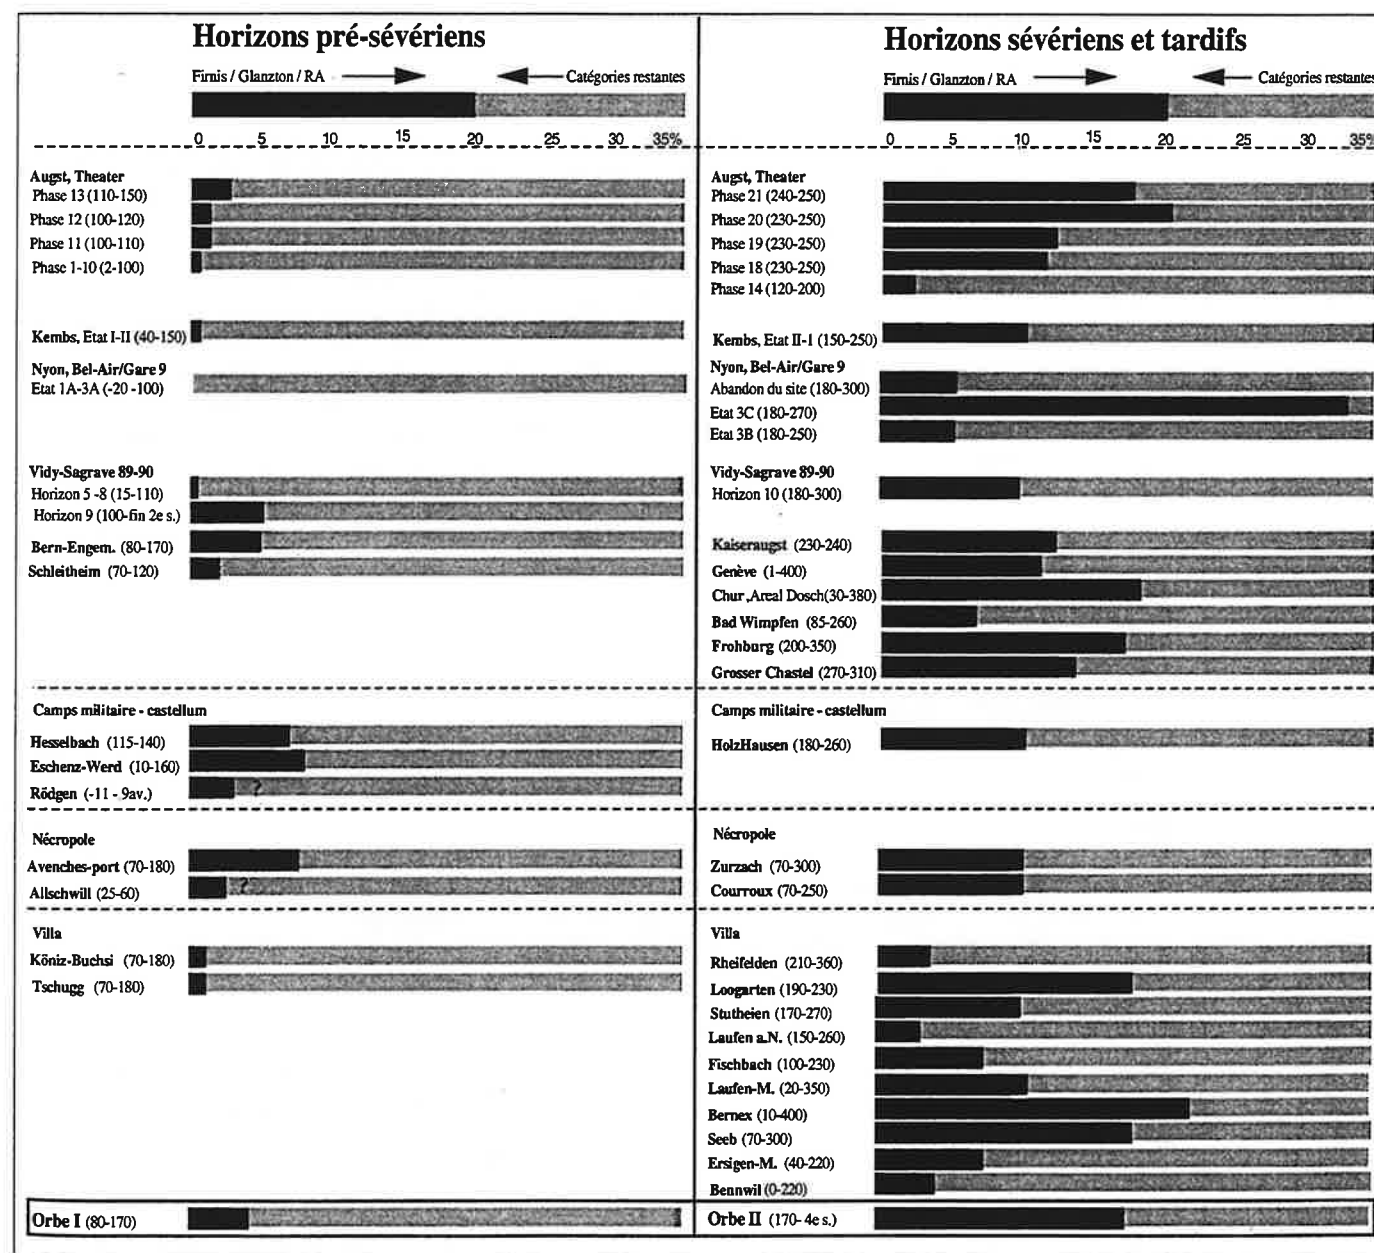 Horizons pré-sévériens
Firnis / Glanzton / RA
Catégories restantes
0 5 15 20 25 30 35%
Augst, Theater
Phase 13 (110-150)
Phase 12 (100-120)
Phase 11 (100-110)
Phase 1-10 (2-100)
Kembs, Etat I-II (40-150)
Nyon, Bel-Air/Gare 9
Etat 1A-3A (-20 -100)
Vidy-Sagrave 89-90
Horizon 5 -8 (15-110)
Horizon 9 (100-fin 2e s.)
Bern-Engem. (80-170)
Schleitheim (70-120)
Camps militaire - castellum
Hesselbach (115-140)
Eschenz-Werd (10-160)
Rödgen (-11 - 9av.)
?
Nécropole
Avenches-port (70-180)
Allschwill (25-60)
?
Villa
Köniz-Buchsi (70-180)
Tschugg (70-180)
Orbe I (80-170)
Horizons sévériens et tardifs
Firnis / Glanzton / RA
Catégories restantes
0 5 10 15 20 25 30 35%
Augst, Theater
Phase 21 (240-250)
Phase 20 (230-250)
Phase 19 (230-250)
Phase 18 (230-250)
Phase 14 (120-200)
Kembs, Etat II-1 (150-250)
Nyon, Bel-Air/Gare 9
Abandon du site (180-300)
Etat 3C (180-270)
Etat 3B (180-250)
Vidy-Sagrave 89-90
Horizon 10 (180-300)
Kaiseraugst (230-240)
Genève (1-400)
Chur ,Areal Dosch(30-380)
Bad Wimpfen (85-260)
Frohburg (200-350)
Grosser Chastel (270-310)
Camps militaire - castellum
HolzHausen (180-260)
Nécropole
Zurzach (70-300)
Courroux (70-250)
Villa
Rheifelden (210-360)
Loogarten (190-230)
Stutheien (170-270)
Laufen a.N. (150-260)
Fischbach (100-230)
Laufen-M. (20-350)
Bernex (10-400)
Seeb (70-300)
Ersigen-M. (40-220)
Bennwil (0-220)
Orbe II (170- 4e s.)